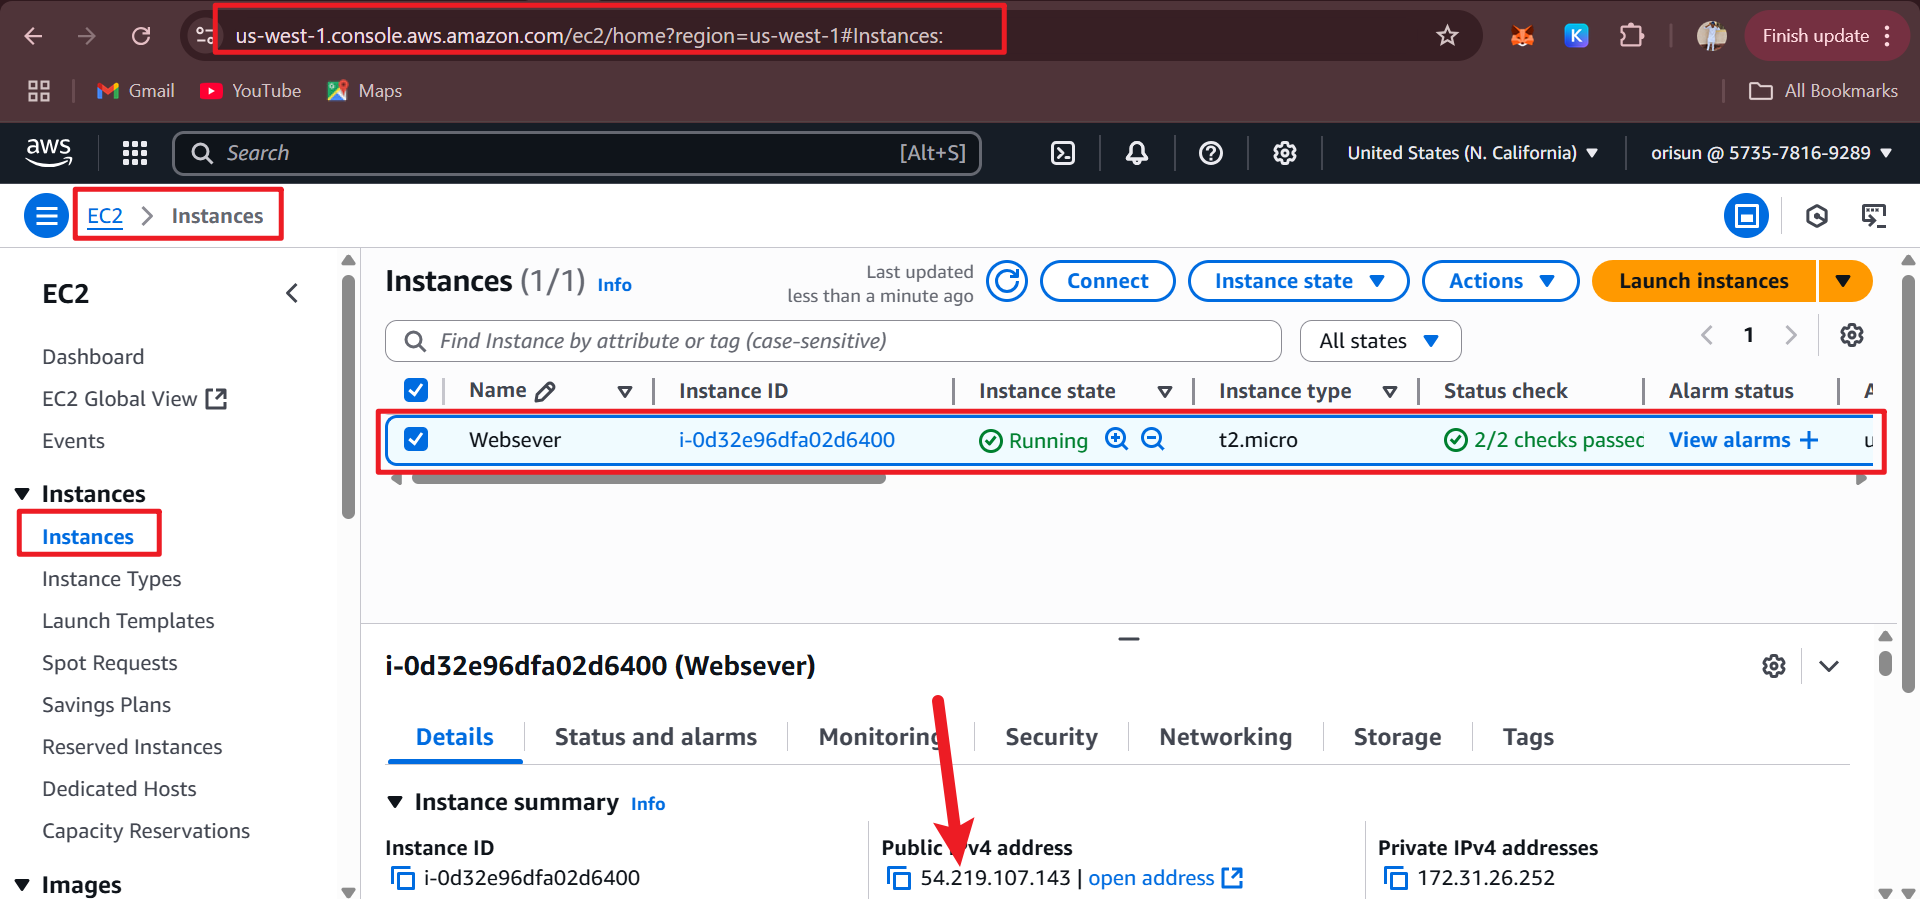 us-west-1.console.aws.amazon.com/ec2/home?region=us-west-1#Instances:
K
Finish update
Gmail
YouTube
Maps
All Bookmarks
aws
Search
[Alt+S]
United States (N. California)
orisun @ 5735-7816-9289
EC2
Instances
EC2
Dashboard
EC2 Global View
Events
Instances
Instances
Instance Types
Launch Templates
Spot Requests
Savings Plans
Reserved Instances
Dedicated Hosts
Capacity Reservations
Images
Instances (1/1) Info
Last updated
less than a minute ago
Connect
Instance state
Actions
Launch instances
Find Instance by attribute or tag (case-sensitive)
All states
1
Name
Instance ID
Instance state
Instance type
Status check
Alarm status
A
Websever
i-0d32e96dfa02d6400
Running
t2.micro
2/2 checks passed
View alarms +
u
i-0d32e96dfa02d6400 (Websever)
Details
Status and alarms
Monitoring
Security
Networking
Storage
Tags
Instance summary Info
Instance ID
i-0d32e96dfa02d6400
Public IPv4 address
54.219.107.143 | open address
Private IPv4 addresses
172.31.26.252